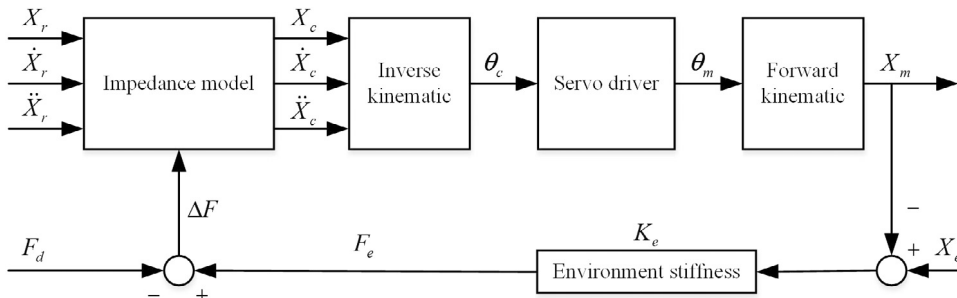 X_r
X_c
Ẋ_r
Impedance model
Ẋ_c
Inverse
kinematic
θ_c
Servo driver
θ_m
Forward
kinematic
X_m
Ẍ_r
Ẍ_c
ΔF
−
F_d
F_e
K_e
+
X_e
Environment stiffness
− +